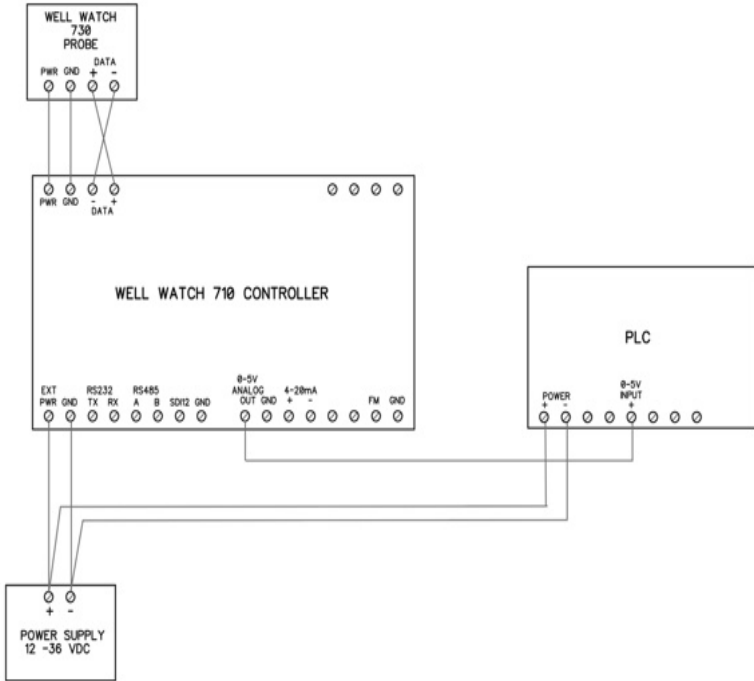 WELL WATCH
730
PROBE
DATA
PWR GND + -
PWR GND - +
DATA
WELL WATCH 710 CONTROLLER
EXT RS232 RS485 0-5V ANALOG 4-20mA
PWR GND TX RX A B SDI12 GND OUT GND + - FM GND
PLC
POWER 0-5V INPUT
+ - +
+ -
POWER SUPPLY
12 -36 VDC